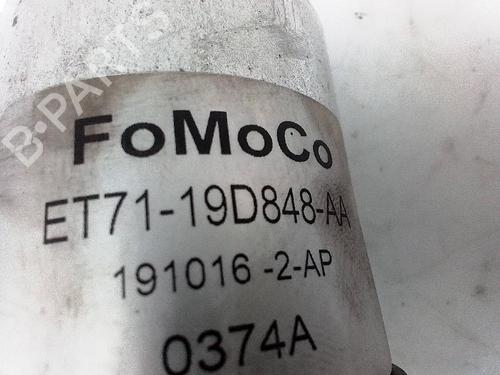 B-PARTS
FoMoCo
ET71-19D848-AA
191016 -2-AP
0374A